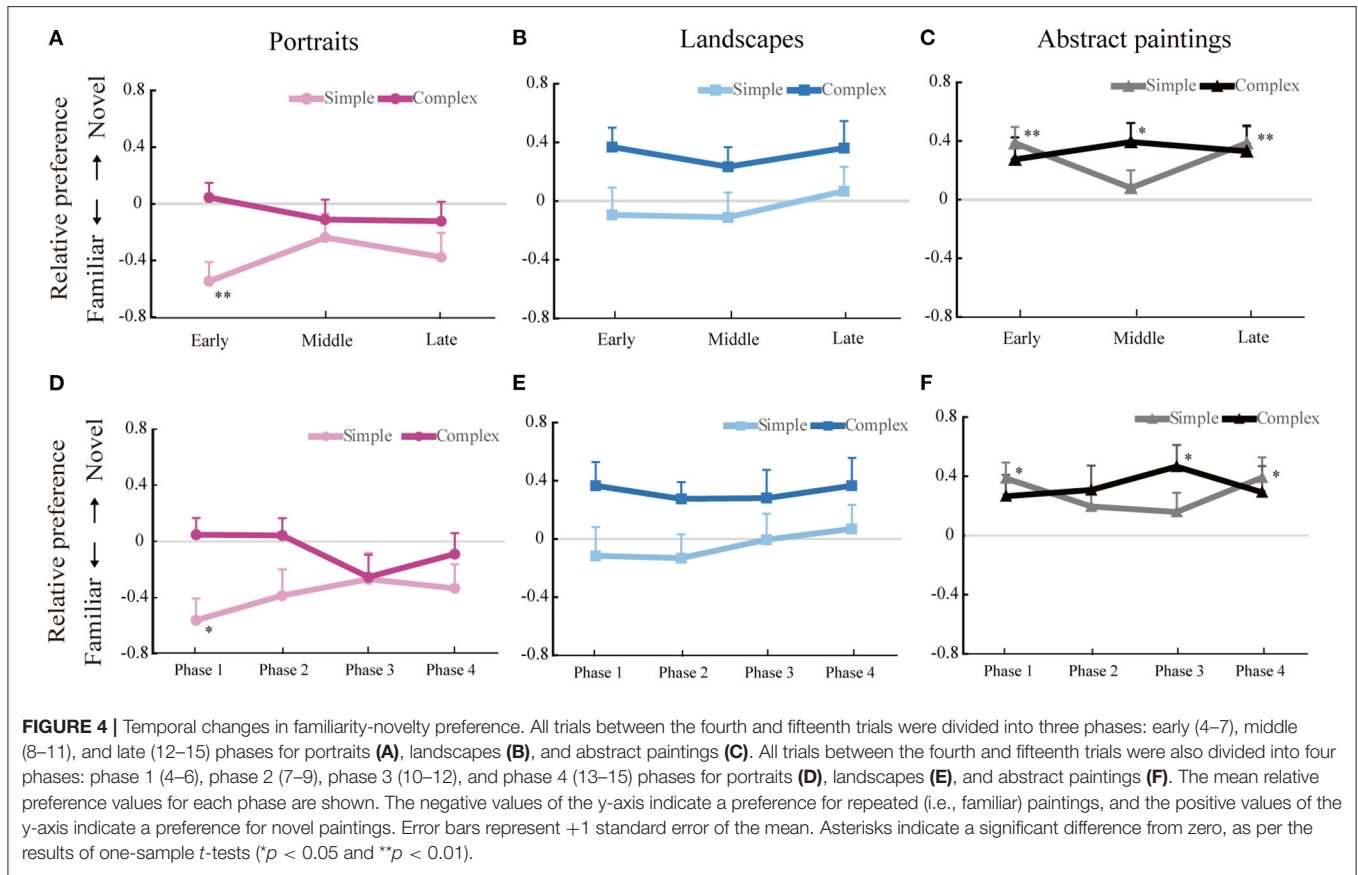 A
Portraits
B
Landscapes
C
Abstract paintings
Relative preference
Familiar ← → Novel
0.8
0.4
0
-0.4
-0.8
Simple Complex
**
Early Middle Late
0.8
0.4
0
-0.4
-0.8
Simple Complex
Early Middle Late
0.8
0.4
0
-0.4
-0.8
Simple Complex
** * **
Early Middle Late
D
E
F
Relative preference
Familiar ← → Novel
0.8
0.4
0
-0.4
-0.8
Simple Complex
*
Phase 1 Phase 2 Phase 3 Phase 4
0.8
0.4
0
-0.4
0.8
Simple Complex
Phase 1 Phase 2 Phase 3 Phase 4
0.8
0.4
0
-0.4
-0.8
Simple Complex
* * *
Phase 1 Phase 2 Phase 3 Phase 4
FIGURE 4 | Temporal changes in familiarity-novelty preference. All trials between the fourth and fifteenth trials were divided into three phases: early (4–7), middle
(8–11), and late (12–15) phases for portraits (A), landscapes (B), and abstract paintings (C). All trials between the fourth and fifteenth trials were also divided into four
phases: phase 1 (4–6), phase 2 (7–9), phase 3 (10–12), and phase 4 (13–15) phases for portraits (D), landscapes (E), and abstract paintings (F). The mean relative
preference values for each phase are shown. The negative values of the y-axis indicate a preference for repeated (i.e., familiar) paintings, and the positive values of the
y-axis indicate a preference for novel paintings. Error bars represent +1 standard error of the mean. Asterisks indicate a significant difference from zero, as per the
results of one-sample t-tests (*p < 0.05 and **p < 0.01).